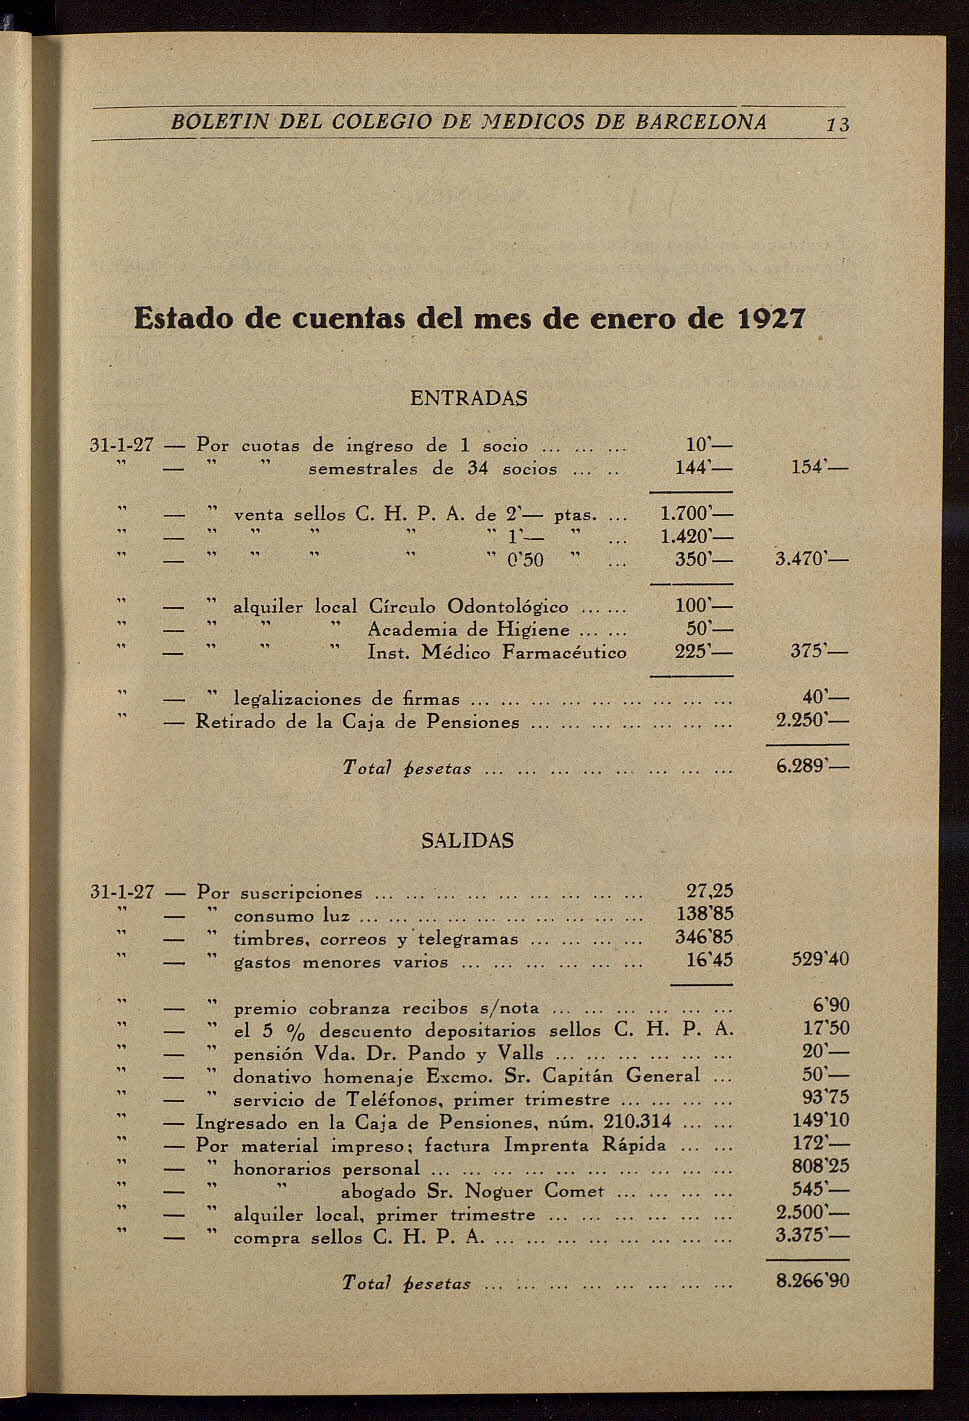 BOLETIN DEL COLEGIO DE MEDICOS DE BARCELONA 13
Estado de cuentas del mes de enero de 1927
ENTRADAS
31-1-27 — Por cuotas de ingreso de 1 socio ... ... ... 10'—
" — " " semestrales de 34 socios ... .. 144'— 154'—
" — " venta sellos C. H. P. A. de 2'— ptas. ... 1.700'—
" — " " " " " 1'— " ... 1.420'—
" — " " " " " 0'50 " ... 350'— 3.470'—
" — " alquiler local Círculo Odontológico ... ... 100'—
" — " " " Academia de Higiene ... ... 50'—
" — " " " Inst. Médico Farmacéutico 225'— 375'—
" — " legalizaciones de firmas ... ... ... ... ... ... ... ... ... 40'—
" — Retirado de la Caja de Pensiones ... ... ... ... ... ... ... 2.250'—
Total pesetas ... ... ... ... ... ... ... ... 6.289'—
SALIDAS
31-1-27 — Por suscripciones ... ... ... ... ... ... ... ... ... 27,25
" — " consumo luz ... ... ... ... ... ... ... ... ... ... 138'85
" — " timbres, correos y telegramas ... ... ... ... 346'85
" — " gastos menores varios ... ... ... ... ... ... 16'45 529'40
" — " premio cobranza recibos s/nota ... ... ... ... ... ... 6'90
" — " el 5 % descuento depositarios sellos C. H. P. A. 17'50
" — " pensión Vda. Dr. Pando y Valls ... ... ... ... ... ... 20'—
" — " donativo homenaje Excmo. Sr. Capitán General ... 50'—
" — " servicio de Teléfonos, primer trimestre ... ... ... ... 93'75
" — Ingresado en la Caja de Pensiones, núm. 210.314 ... ... 149'10
" — Por material impreso; factura Imprenta Rápida ... ... 172'—
" — " honorarios personal ... ... ... ... ... ... ... ... ... ... 808'25
" — " " abogado Sr. Noguer Comet ... ... ... ... 545'—
" — " alquiler local, primer trimestre ... ... ... ... ... ... 2.500'—
" — " compra sellos C. H. P. A. ... ... ... ... ... ... ... ... 3.375'—
Total pesetas ... ... ... ... ... ... ... ... 8.266'90